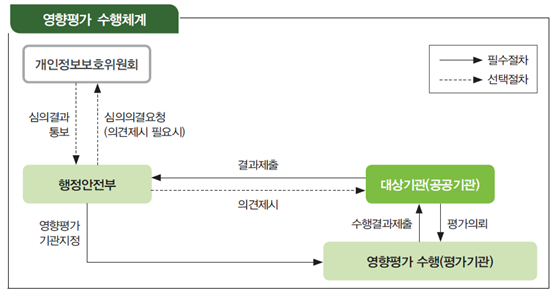 영향평가 수행체계
개인정보보호위원회
필수절차
선택절차
심의결과
통보
심의의결요청
(의견제시 필요시)
결과제출
행정안전부
대상기관(공공기관)
의견제시
영향평가
기관지정
수행결과제출
평가의뢰
영향평가 수행(평가기관)